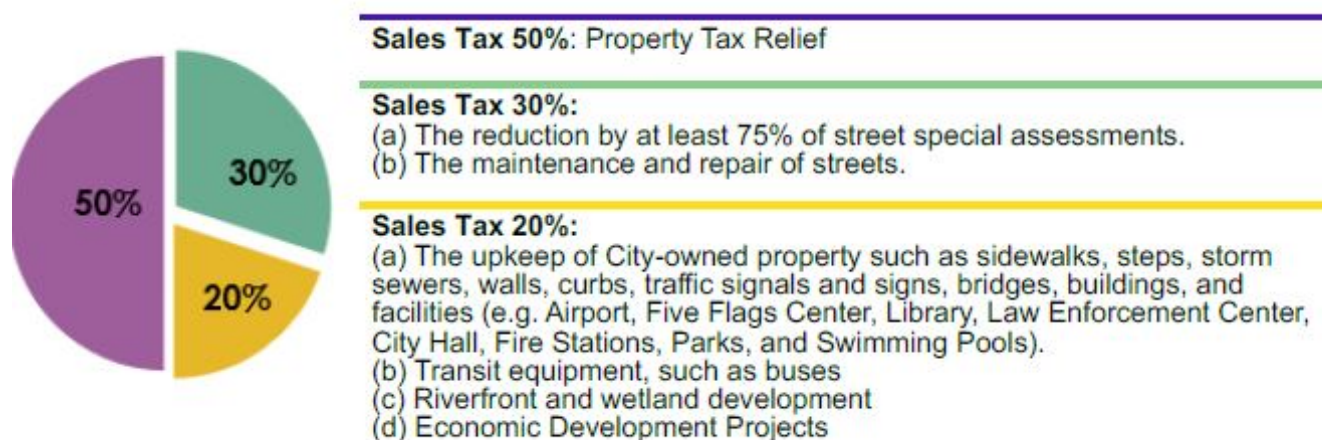 50%
30%
20%
Sales Tax 50%: Property Tax Relief
Sales Tax 30%:
(a) The reduction by at least 75% of street special assessments.
(b) The maintenance and repair of streets.
Sales Tax 20%:
(a) The upkeep of City-owned property such as sidewalks, steps, storm
sewers, walls, curbs, traffic signals and signs, bridges, buildings, and
facilities (e.g. Airport, Five Flags Center, Library, Law Enforcement Center,
City Hall, Fire Stations, Parks, and Swimming Pools).
(b) Transit equipment, such as buses
(c) Riverfront and wetland development
(d) Economic Development Projects